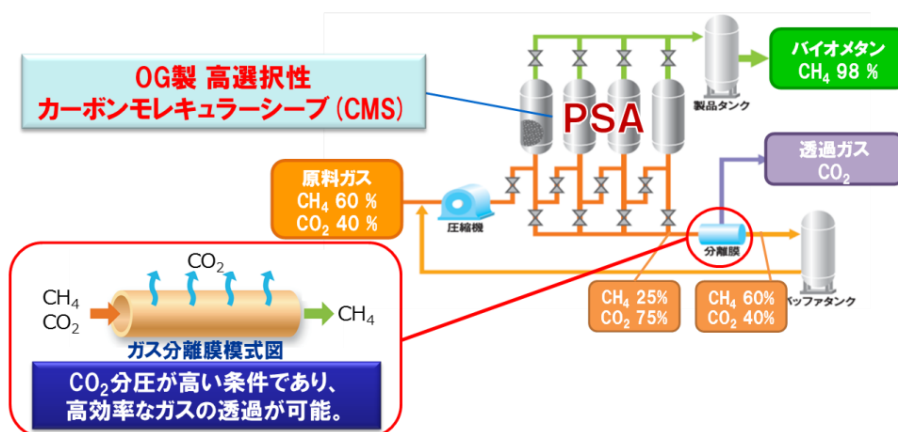 OG製 高選択性
カーボンモレキュラーシーブ (CMS)
PSA
製品タンク
バイオメタン
CH₄ 98 %
透過ガス
CO₂
原料ガス
CH₄ 60 %
CO₂ 40 %
圧縮機
分離膜
バッファタンク
CH₄ 25%
CO₂ 75%
CH₄ 60%
CO₂ 40%
CO₂
CH₄
CO₂
CH₄
ガス分離膜模式図
CO₂分圧が高い条件であり、
高効率なガスの透過が可能。